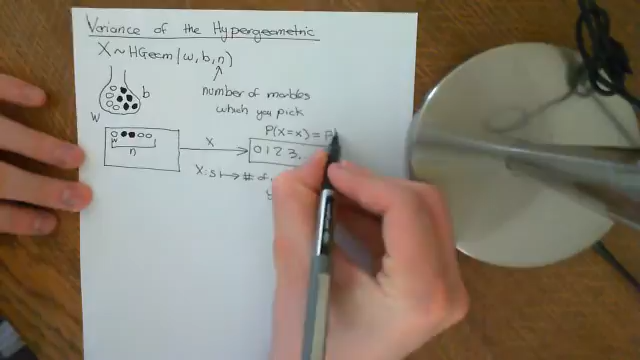 Variance of the Hypergeometric
X ~ HGeom (w, b, n)
b
number of marbles
which you pick
w
P(X=x) = P(
n
X
0 1 2 3.
X: s ↦ # of